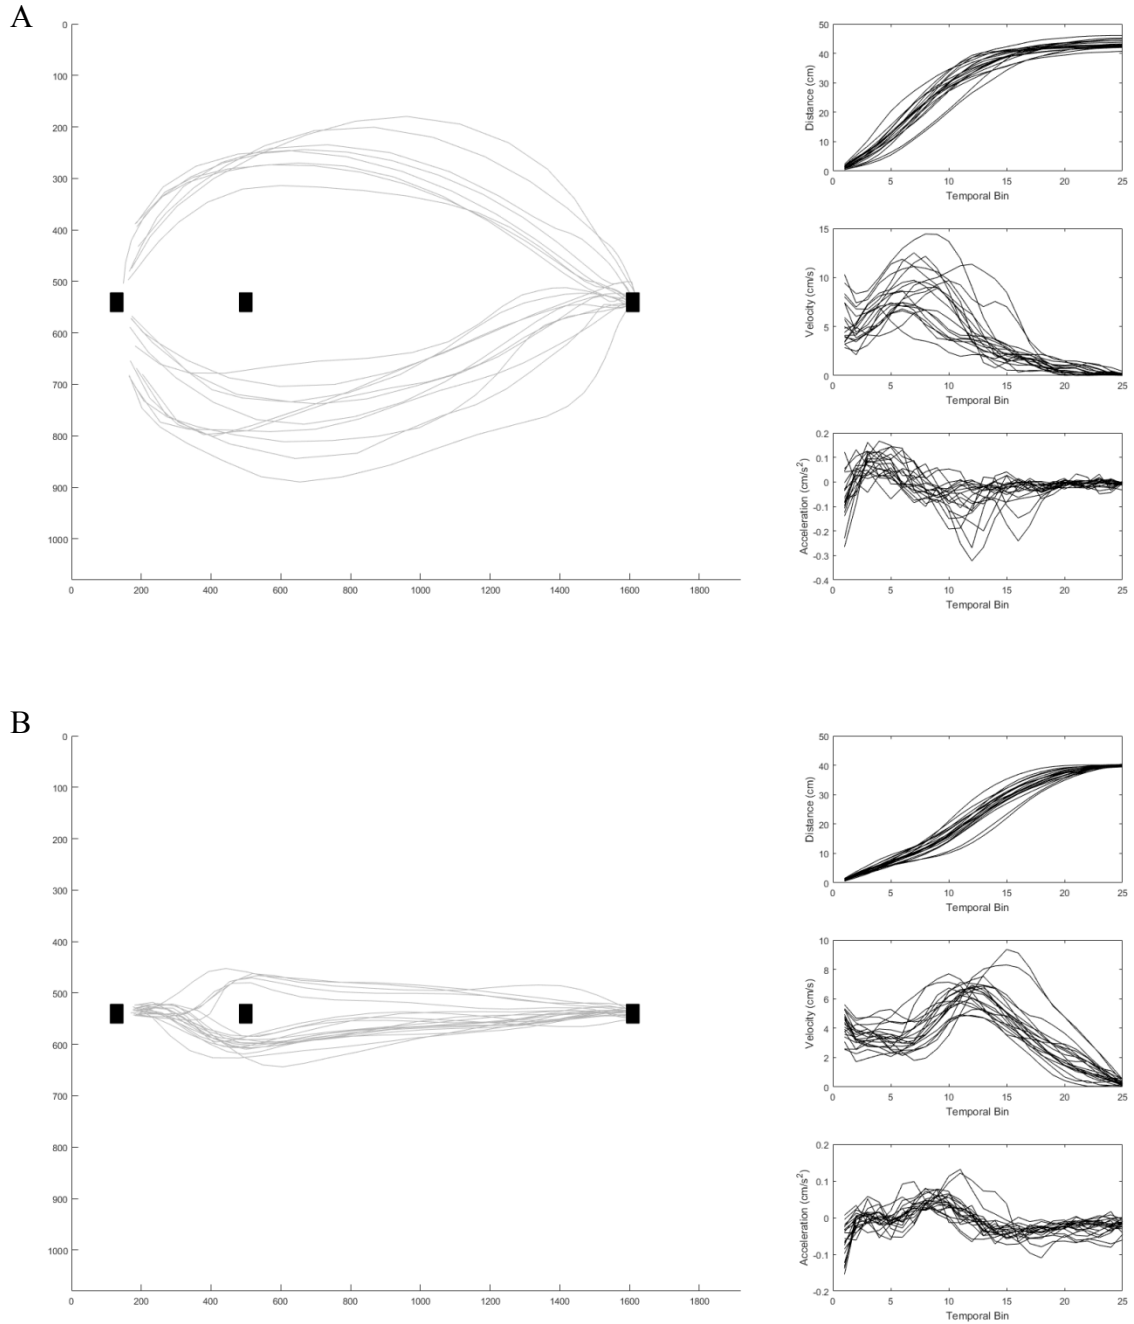 A
0
100
200
300
400
500
600
700
800
900
1000
0 200 400 600 800 1000 1200 1400 1600 1800
50
40
30
20
10
0
Distance (cm)
5 10 15 20 25
Temporal Bin
15
10
5
0
Velocity (cm/s)
0 5 10 15 20 25
Temporal Bin
0.2
0.1
0
-0.1
-0.2
-0.3
-0.4
Acceleration (cm/s²)
0 5 10 15 20 25
Temporal Bin
B
0
100
200
300
400
500
600
700
800
900
1000
0 200 400 600 800 1000 1200 1400 1600 1800
50
40
30
20
10
0
Distance (cm)
0 5 10 15 20 25
Temporal Bin
10
8
6
4
2
0
Velocity (cm/s)
0 5 10 15 20 25
Temporal Bin
0.2
0.1
0
-0.1
-0.2
Acceleration (cm/s²)
0 5 10 15 20 25
Temporal Bin